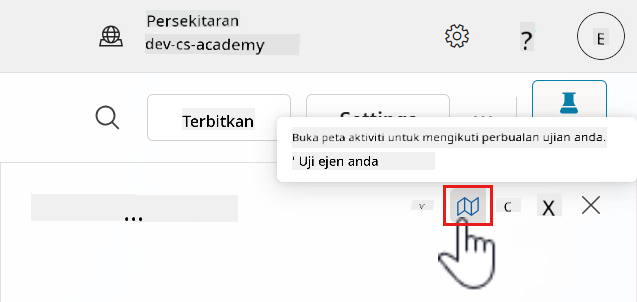 Persekitaran
dev-cs-academy
?
E
Terbitkan
Settings
...
Buka peta aktiviti untuk mengikuti perbualan ujian anda.
' Uji ejen anda
...
Y
C
X